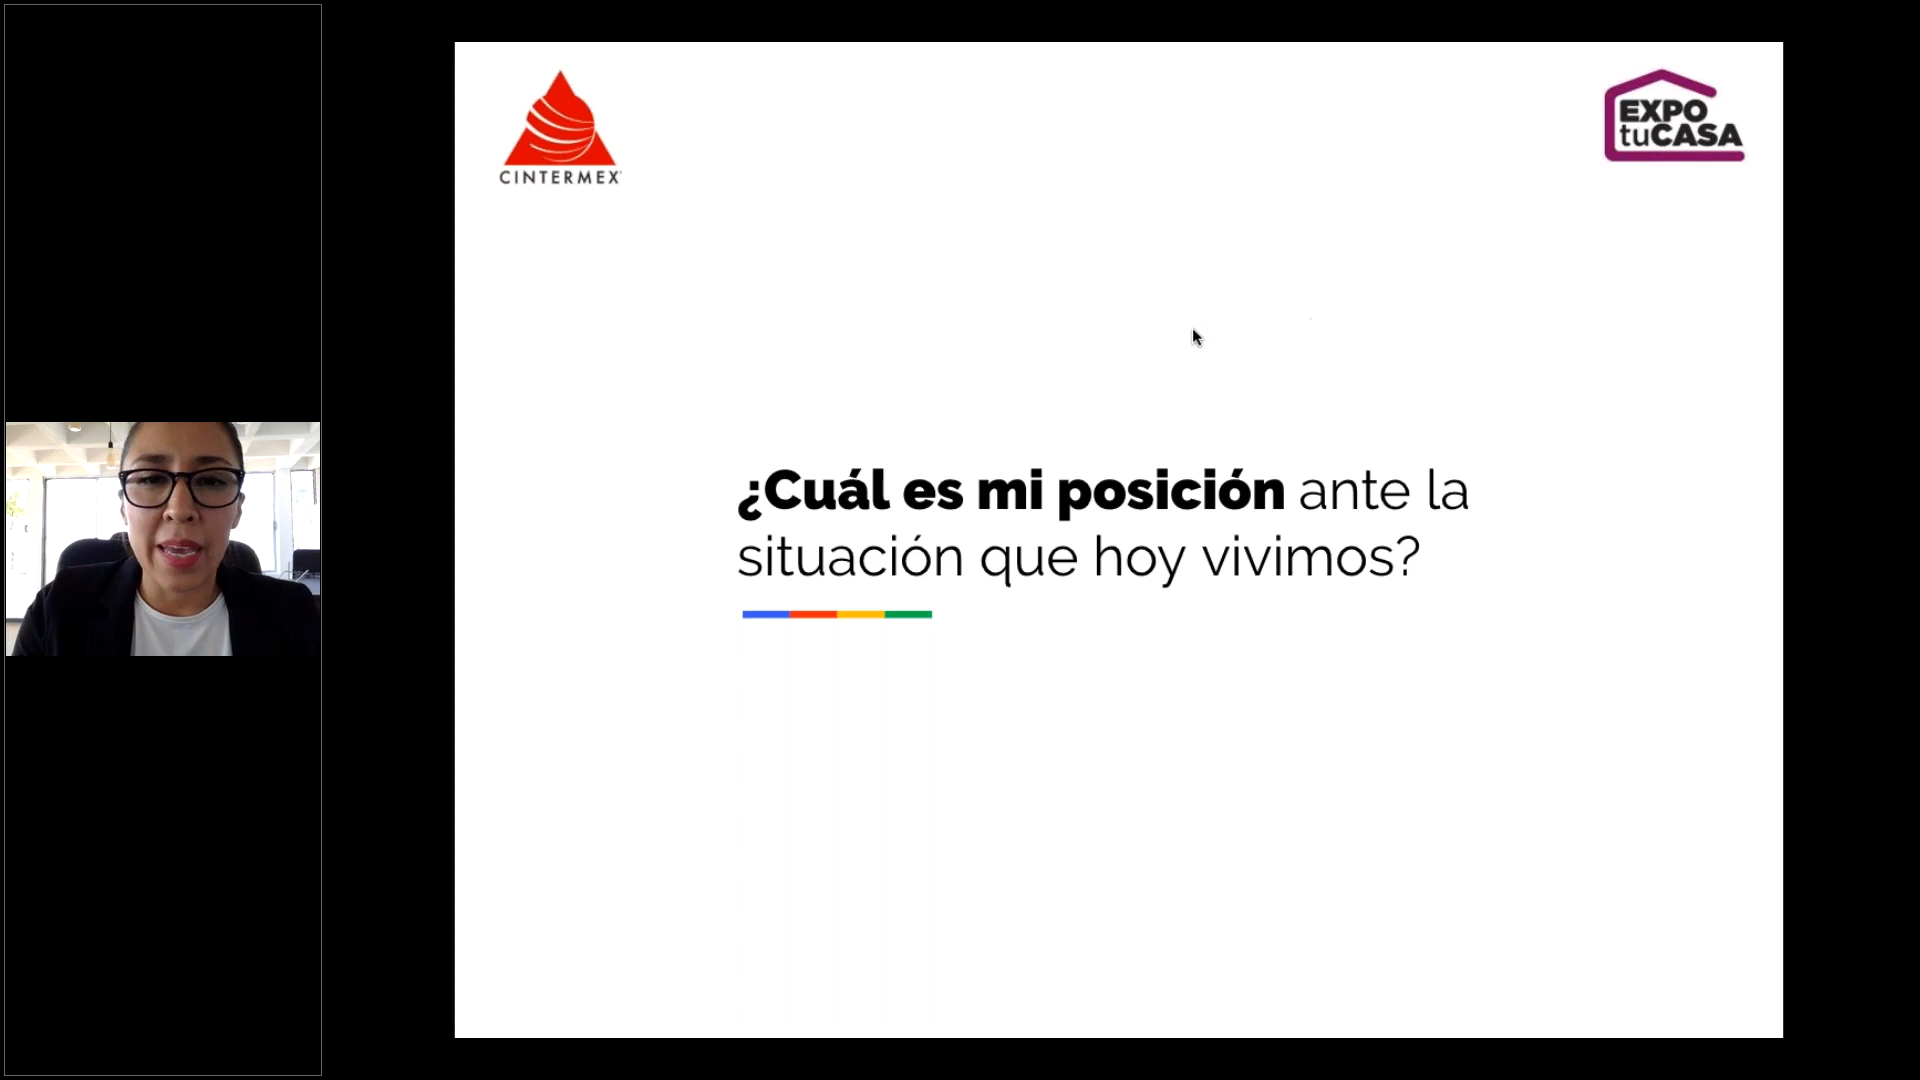 CINTERMEX
EXPO
tuCASA
¿Cuál es mi posición ante la
situación que hoy vivimos?